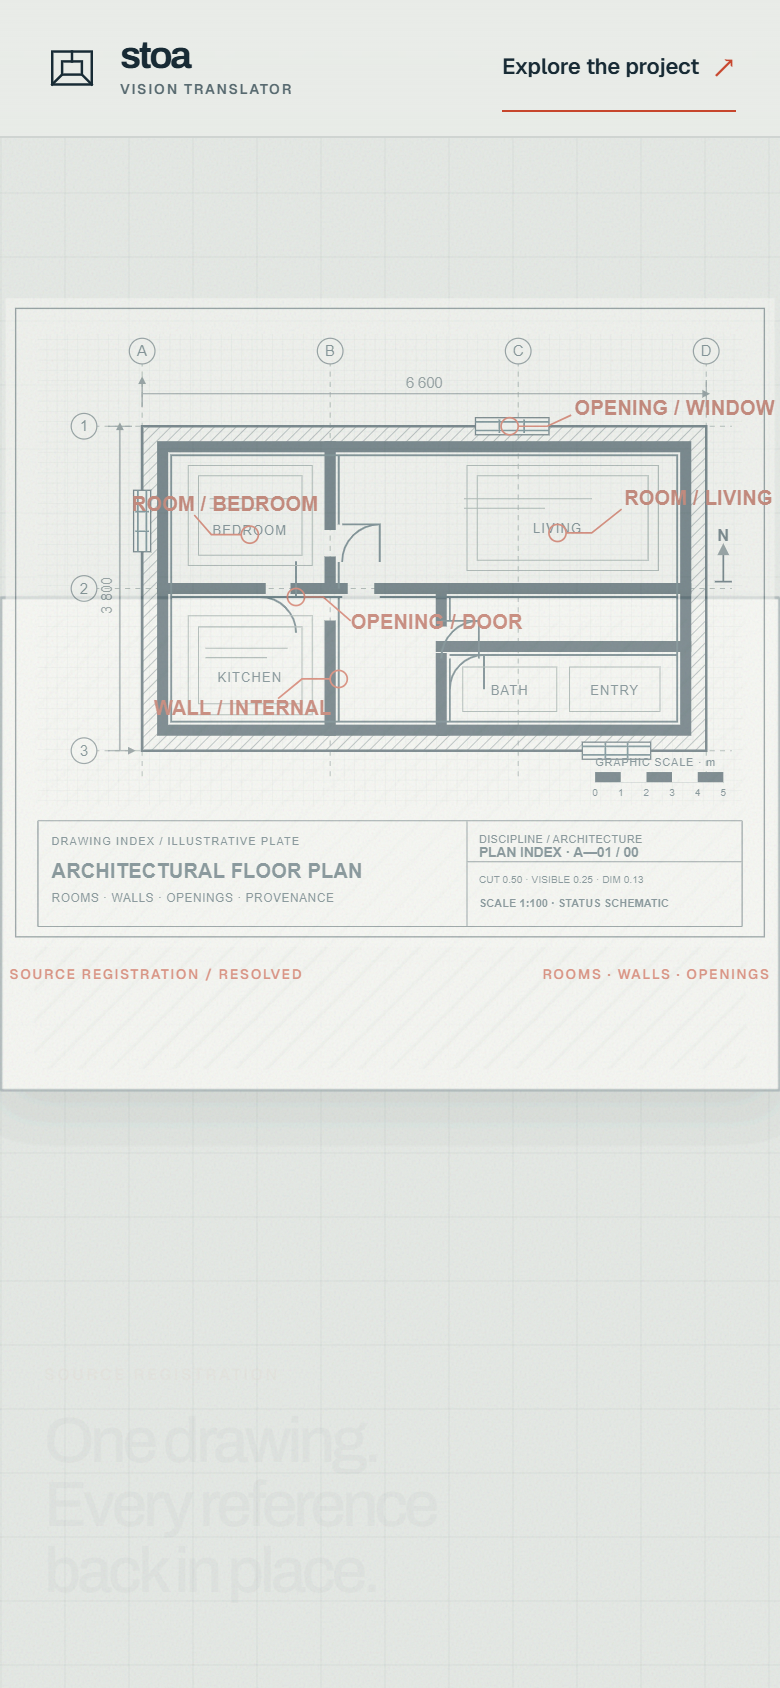 stoa
VISION TRANSLATOR
Explore the project ↗
A B C D
6 600
OPENING / WINDOW
1
ROOM / BEDROOM
ROOM / LIVING
BEDROOM
LIVING
N
2
3 800
OPENING / DOOR
KITCHEN
BATH
ENTRY
WALL / INTERNAL
3
GRAPHIC SCALE · m
0 1 2 3 4 5
DRAWING INDEX / ILLUSTRATIVE PLATE
ARCHITECTURAL FLOOR PLAN
ROOMS · WALLS · OPENINGS · PROVENANCE
DISCIPLINE / ARCHITECTURE
PLAN INDEX · A—01 / 00
CUT 0.50 · VISIBLE 0.25 · DIM 0.13
SCALE 1:100 · STATUS SCHEMATIC
SOURCE REGISTRATION / RESOLVED
ROOMS · WALLS · OPENINGS
SOURCE REGISTRATION
One drawing.
Every reference
back in place.